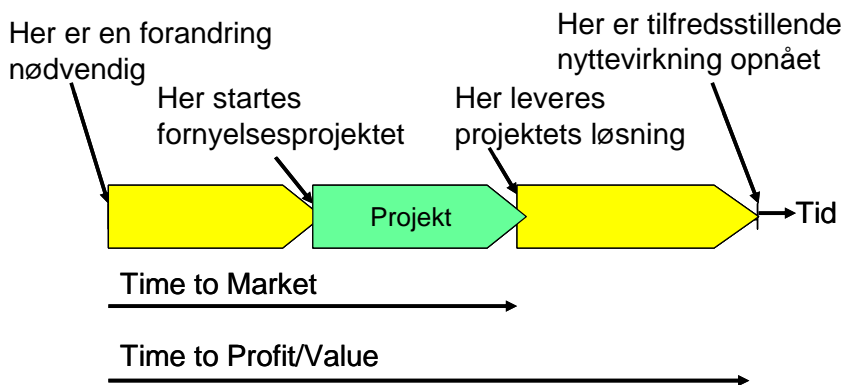 Her er en forandring
nødvendig
Her startes
fornyelsesprojektet
Her leveres
projektets løsning
Her er tilfredsstillende
nyttevirkning opnået
Projekt
Tid
Time to Market
Time to Profit/Value